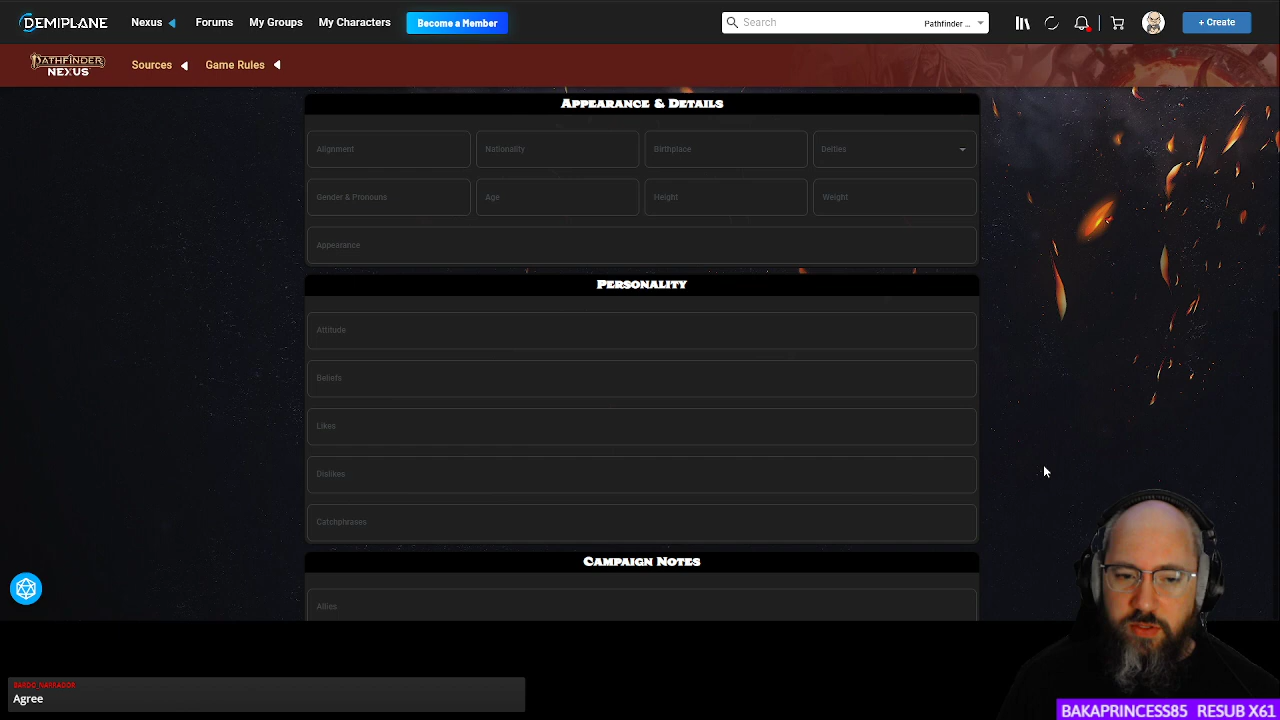 DEMIPLANE Nexus Forums My Groups My Characters Become a Member Search Pathfinder ... + Create
PATHFINDER NEXUS Sources Game Rules
Appearance & Details
Alignment Nationality Birthplace Deities
Gender & Pronouns Age Height Weight
Appearance
Personality
Attitude
Beliefs
Likes
Dislikes
Catchphrases
Campaign Notes
Allies
BARDO_NARRADOR
Agree
BAKAPRINCESS85 RESUB X61